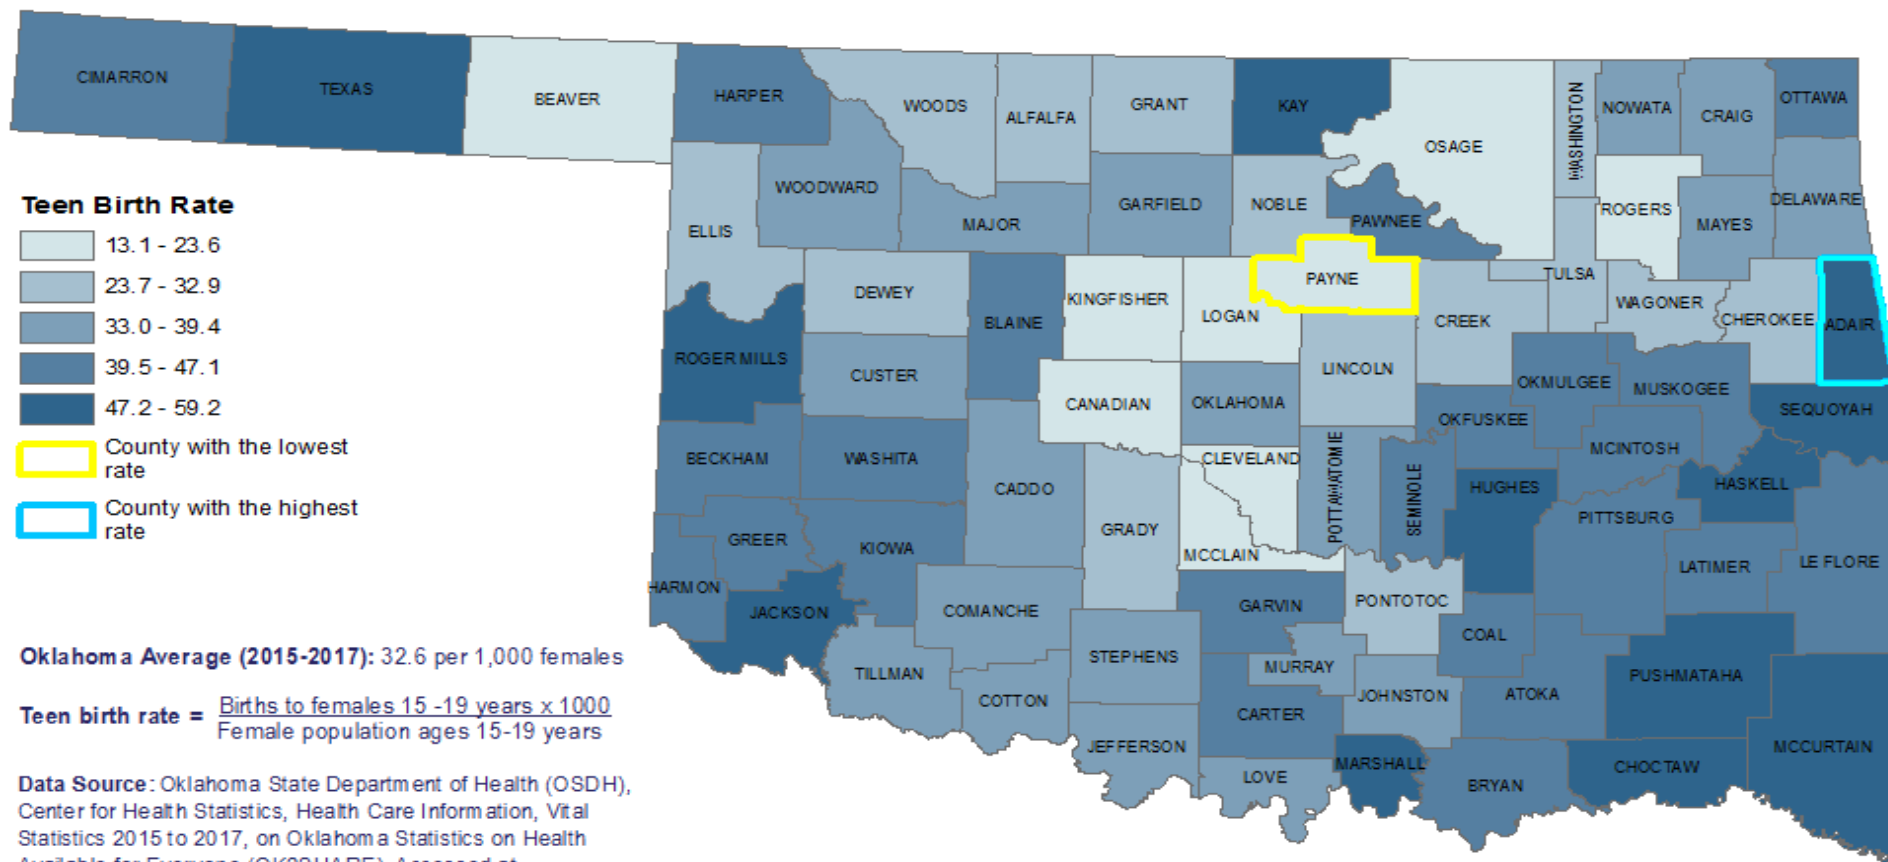 CIMARRON
TEXAS
BEAVER
HARPER
WOODS
ALFALFA
GRANT
KAY
OSAGE
WASHINGTON
NOWATA
CRAIG
OTTAWA
WOODWARD
ELLIS
MAJOR
GARFIELD
NOBLE
PAWNEE
ROGERS
MAYES
DELAWARE
Teen Birth Rate
13.1 - 23.6
23.7 - 32.9
33.0 - 39.4
39.5 - 47.1
47.2 - 59.2
County with the lowest
rate
County with the highest
rate
DEWEY
BLAINE
KINGFISHER
LOGAN
PAYNE
CREEK
TULSA
WAGONER
CHEROKEE
ADAIR
ROGER MILLS
CUSTER
CANADIAN
OKLAHOMA
LINCOLN
OKMULGEE
MUSKOGEE
SEQUOYAH
OKFUSKEE
MCINTOSH
BECKHAM
WASHITA
CADDO
GRADY
CLEVELAND
POTTAWATOMIE
SEMINOLE
HUGHES
HASKELL
PITTSBURG
GREER
KIOWA
MCCLAIN
LATIMER
LE FLORE
HARMON
JACKSON
COMANCHE
GARVIN
PONTOTOC
COAL
TILLMAN
COTTON
STEPHENS
MURRAY
JOHNSTON
ATOKA
PUSHMATAHA
CARTER
JEFFERSON
LOVE
MARSHALL
BRYAN
CHOCTAW
MCCURTAIN
Oklahoma Average (2015-2017): 32.6 per 1,000 females
Teen birth rate = Births to females 15 -19 years x 1000
Female population ages 15-19 years
Data Source: Oklahoma State Department of Health (OSDH),
Center for Health Statistics, Health Care Information, Vital
Statistics 2015 to 2017, on Oklahoma Statistics on Health
Available for Everyone (OK2SHARE). Accessed at